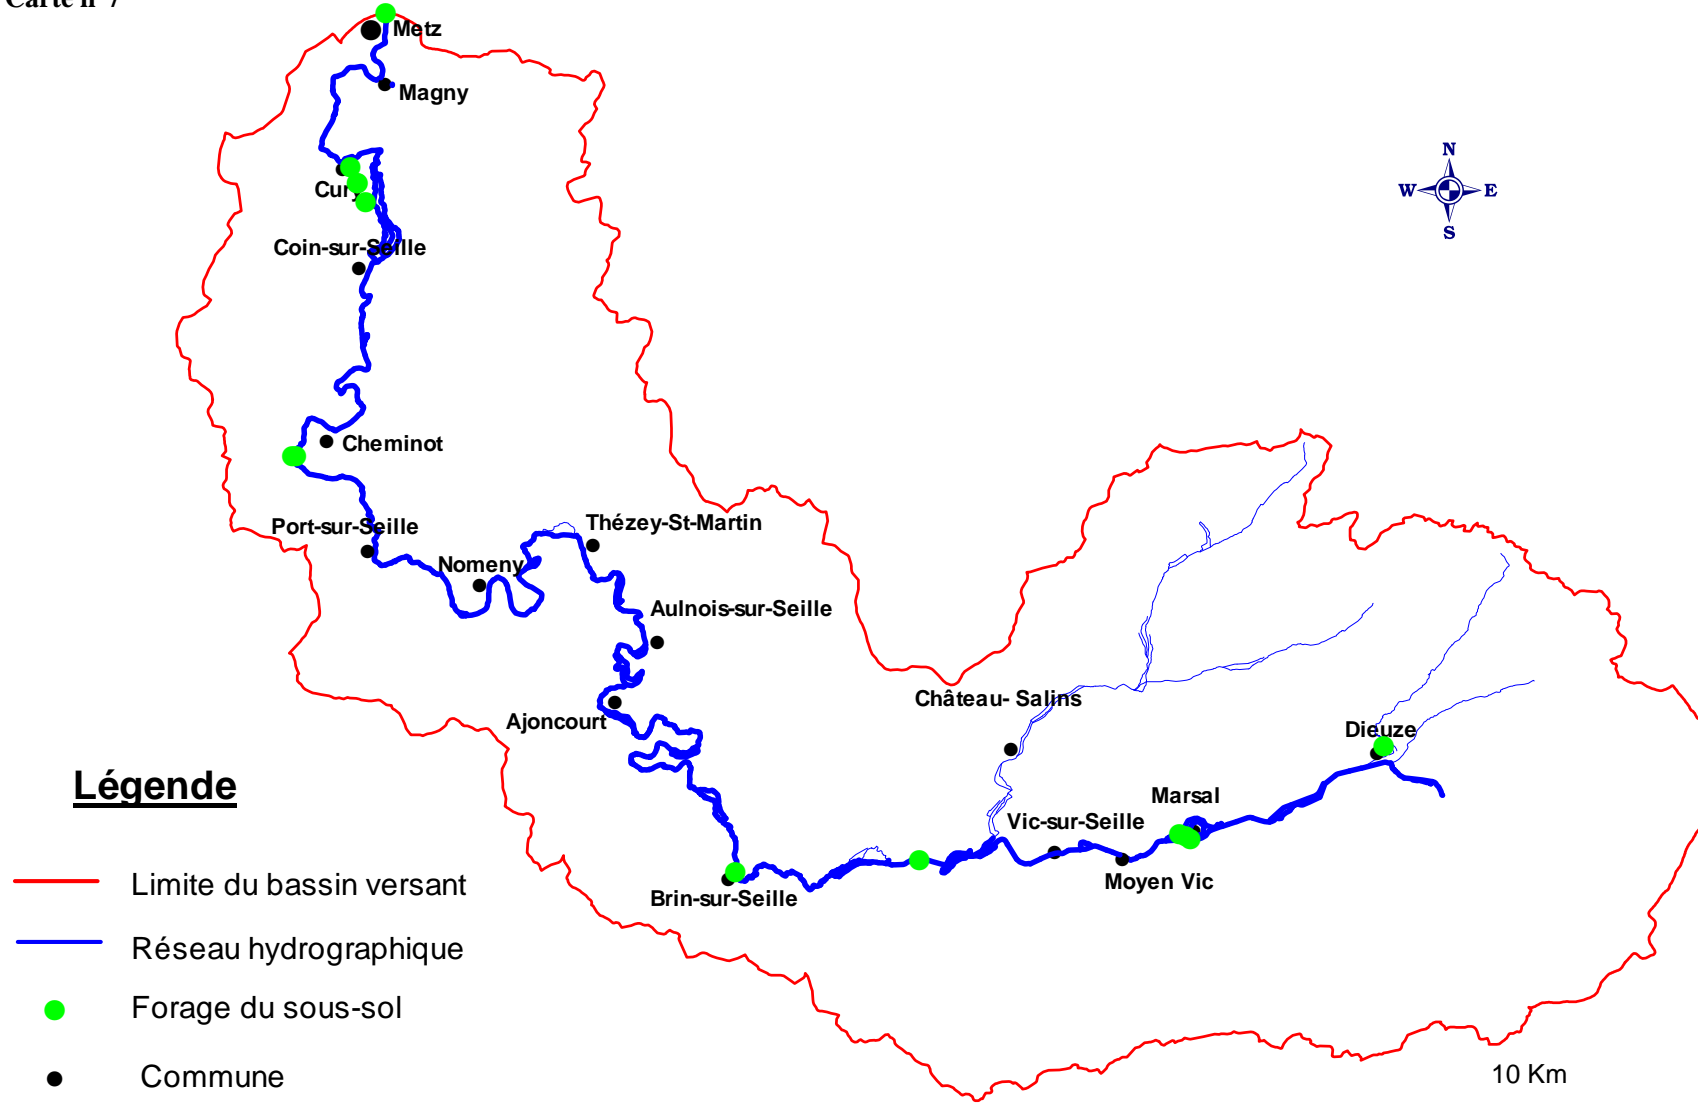 Carte n°7
Metz
Magny
N
W E
S
Cury
Coin-sur-Seille
Cheminot
Port-sur-Seille
Thézey-St-Martin
Nomeny
Aulnois-sur-Seille
Château- Salins
Ajoncourt
Dieuze
Légende
Marsal
Vic-sur-Seille
Moyen Vic
Brin-sur-Seille
Limite du bassin versant
Réseau hydrographique
Forage du sous-sol
Commune
10 Km